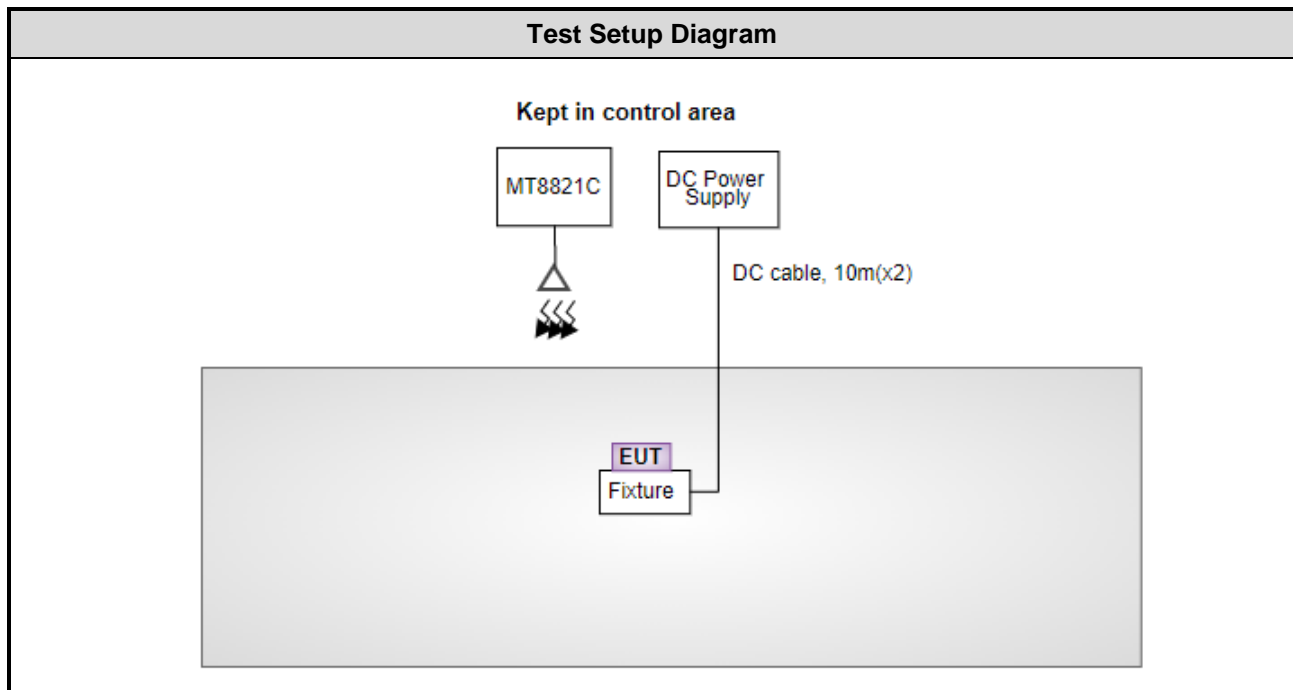 Test Setup Diagram
Kept in control area
MT8821C
DC Power
Supply
DC cable, 10m(x2)
EUT
Fixture